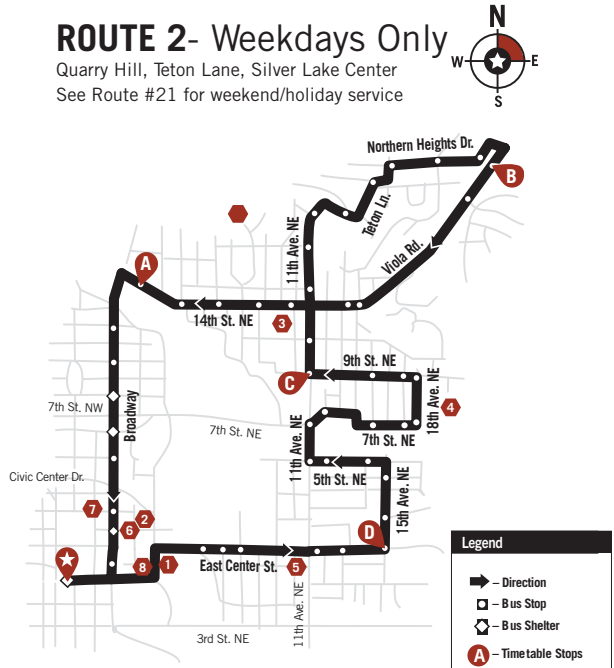 ROUTE 2- Weekdays Only
Quarry Hill, Teton Lane, Silver Lake Center
See Route #21 for weekend/holiday service
N
W
E
S
Northern Heights Dr.
B
Teton Ln.
11th Ave. NE
Viola Rd.
A
14th St. NE
3
9th St. NE
C
18th Ave. NE
4
7th St. NW
Broadway
7th St. NE
11th Ave. NE
7th St. NE
5th St. NE
15th Ave. NE
Civic Center Dr.
7
2
6
D
8
1
East Center St.
5
11th Ave. NE
3rd St. NE
Legend
– Direction
– Bus Stop
– Bus Shelter
A – Timetable Stops